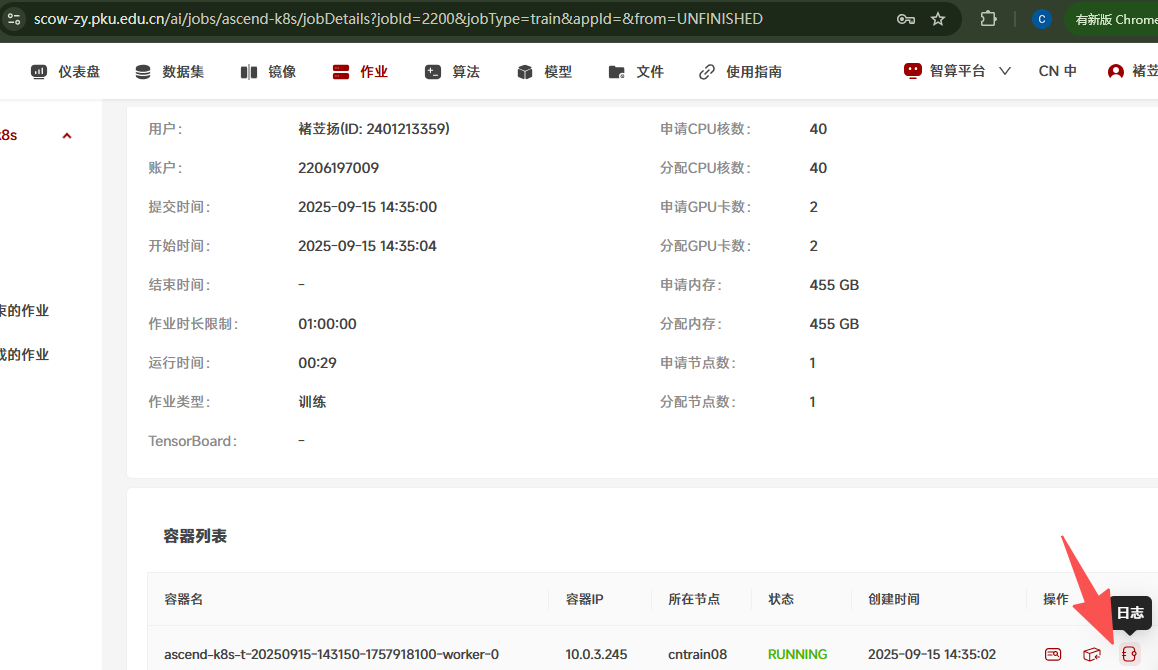 scow-zy.pku.edu.cn/ai/jobs/ascend-k8s/jobDetails?jobId=2200&jobType=train&appId=&from=UNFINISHED
C
有新版 Chrome
仪表盘 数据集 镜像 作业 算法 模型 文件 使用指南 智算平台 CN 中 褚苙
k8s
用户: 褚苙扬(ID: 2401213359) 申请CPU核数: 40
账户: 2206197009 分配CPU核数: 40
提交时间: 2025-09-15 14:35:00 申请GPU卡数: 2
开始时间: 2025-09-15 14:35:04 分配GPU卡数: 2
结束时间: - 申请内存: 455 GB
束的作业
作业时长限制: 01:00:00 分配内存: 455 GB
成的作业
运行时间: 00:29 申请节点数: 1
作业类型: 训练 分配节点数: 1
TensorBoard: -
容器列表
容器名 容器IP 所在节点 状态 创建时间 操作
日志
ascend-k8s-t-20250915-143150-1757918100-worker-0 10.0.3.245 cntrain08 RUNNING 2025-09-15 14:35:02